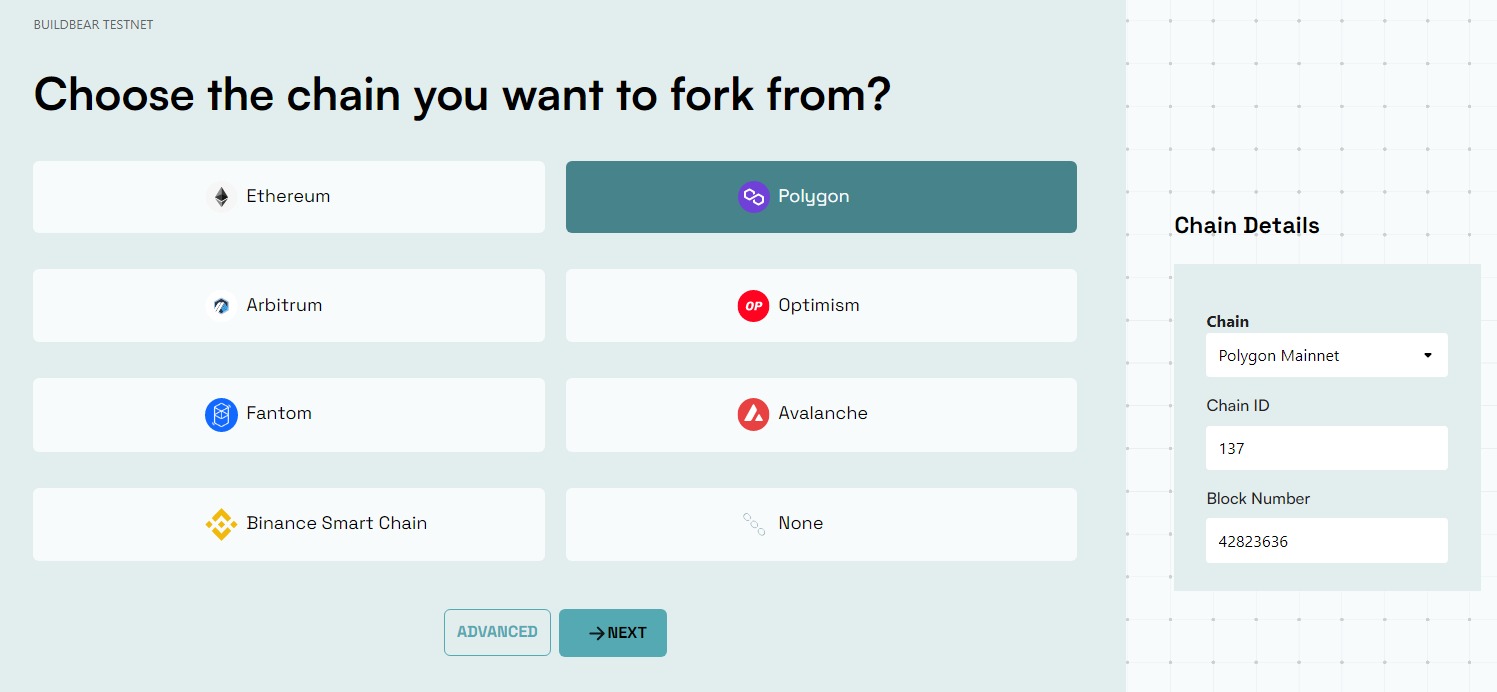 BUILDBEAR TESTNET
Choose the chain you want to fork from?
Ethereum
Polygon
Arbitrum
OP Optimism
Fantom
Avalanche
Binance Smart Chain
None
ADVANCED
→NEXT
Chain Details
Chain
Polygon Mainnet
Chain ID
137
Block Number
42823636